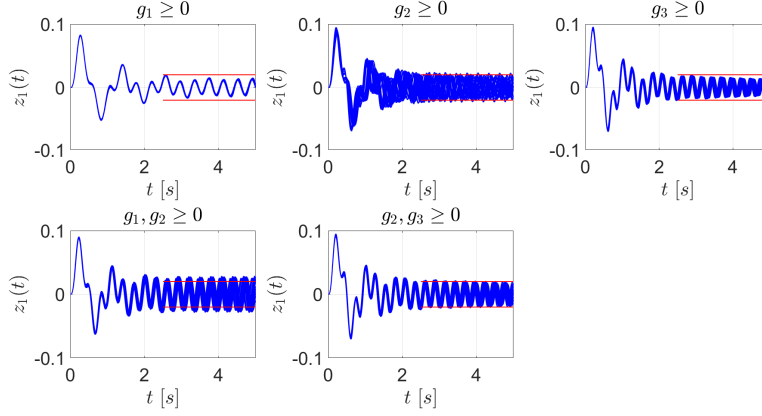 g₁ ≥ 0
0.1
0
-0.1
z₁(t)
0 2 4
t [s]
g₂ ≥ 0
0.1
0
-0.1
z₁(t)
0 2 4
t [s]
g₃ ≥ 0
0.1
0
-0.1
z₁(t)
0 2 4
t [s]
g₁, g₂ ≥ 0
0.1
0
-0.1
z₁(t)
0 2 4
t [s]
g₂, g₃ ≥ 0
0.1
0
-0.1
z₁(t)
0 2 4
t [s]